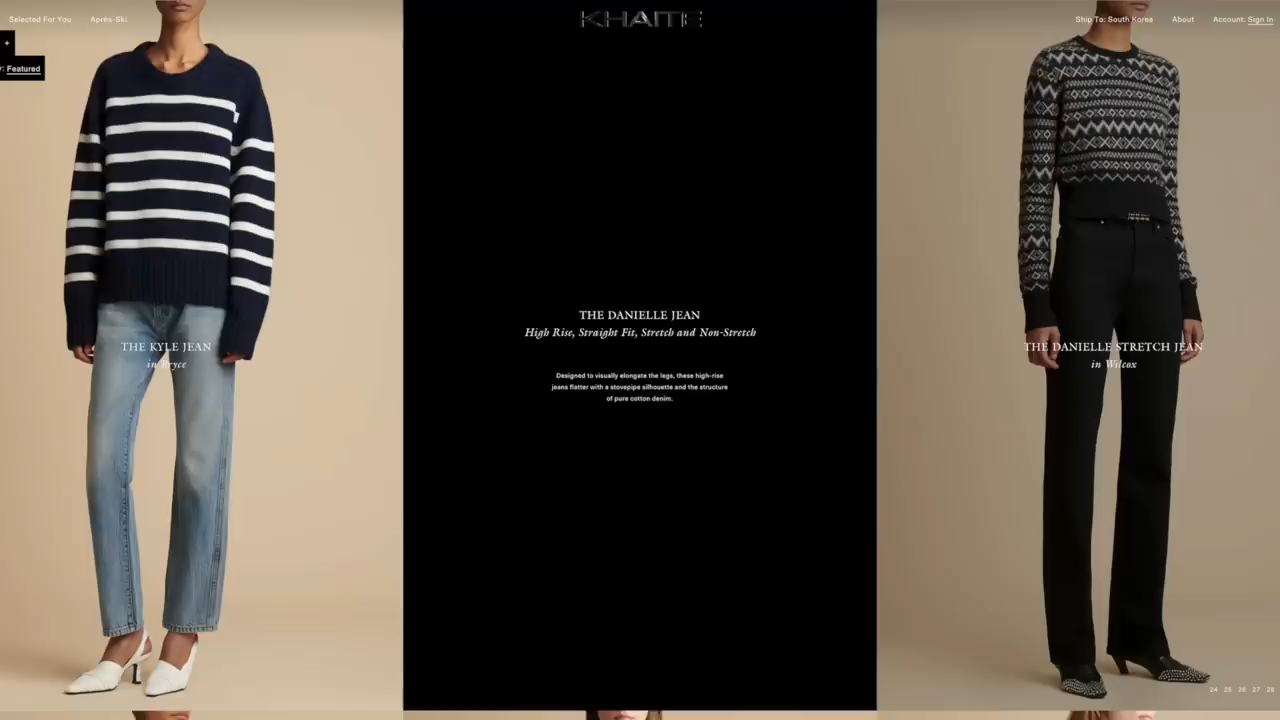 Selected For You
Après-Ski
KHAITE
Ship To: South Korea
About
Account: Sign In
+
: Featured
THE KYLE JEAN
in Bryce
THE DANIELLE JEAN
High Rise, Straight Fit, Stretch and Non-Stretch
Designed to visually elongate the legs, these high-rise
jeans flatter with a stovepipe silhouette and the structure
of pure cotton denim.
THE DANIELLE STRETCH JEAN
in Wilcox
24 25 26 27 28